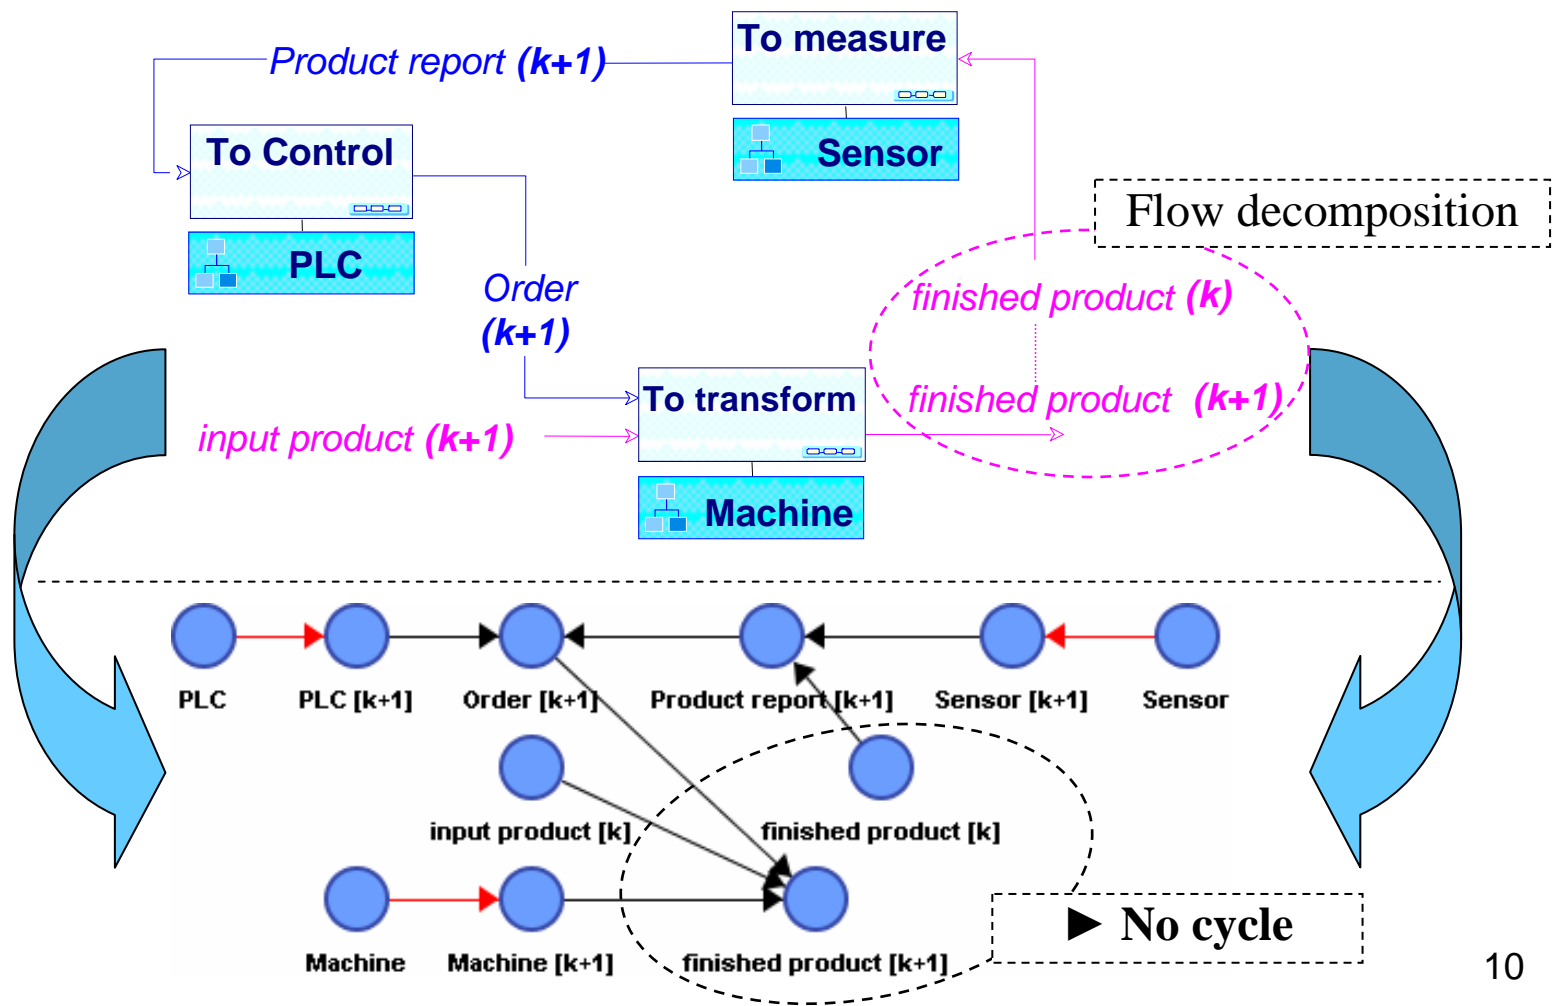 To measure
Product report (k+1)
To Control
Sensor
Flow decomposition
PLC
Order
(k+1)
finished product (k)
To transform
finished product (k+1)
input product (k+1)
Machine
PLC
PLC [k+1]
Order [k+1]
Product report [k+1]
Sensor [k+1]
Sensor
input product [k]
finished product [k]
► No cycle
Machine
Machine [k+1]
finished product [k+1]
10